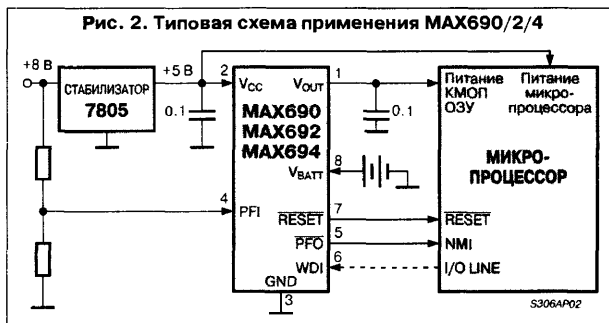 Рис. 2. Типовая схема применения MAX690/2/4
+8 В
СТАБИЛИЗАТОР
7805
+5 В
0.1
2
VCC
VOUT
1
MAX690
MAX692
MAX694
0.1
VBATT
8
4
PFI
RESET
7
PFO
5
WDI
6
GND
3
Питание
КМОП
ОЗУ
Питание
микро-
процессора
МИКРО-
ПРОЦЕССОР
RESET
NMI
I/O LINE
S306AP02